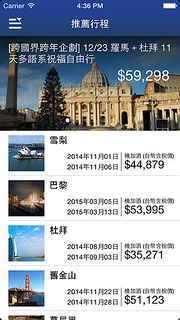 Carrier 4:36 PM
推薦行程
[跨國界跨年企劃] 12/23 羅馬+杜拜 11
天多語系祝福自由行
$59,298
雪梨
2014年11月01日
2014年11月06日
機加酒 (台幣含稅價)
$44,879
巴黎
2015年03月05日
2015年03月13日
機加酒 (台幣含稅價)
$53,995
杜拜
2014年08月30日
2014年09月03日
機加酒 (台幣含稅價)
$35,271
舊金山
2014年11月22日
2014年11月28日
機加酒 (台幣含稅價)
$51,123